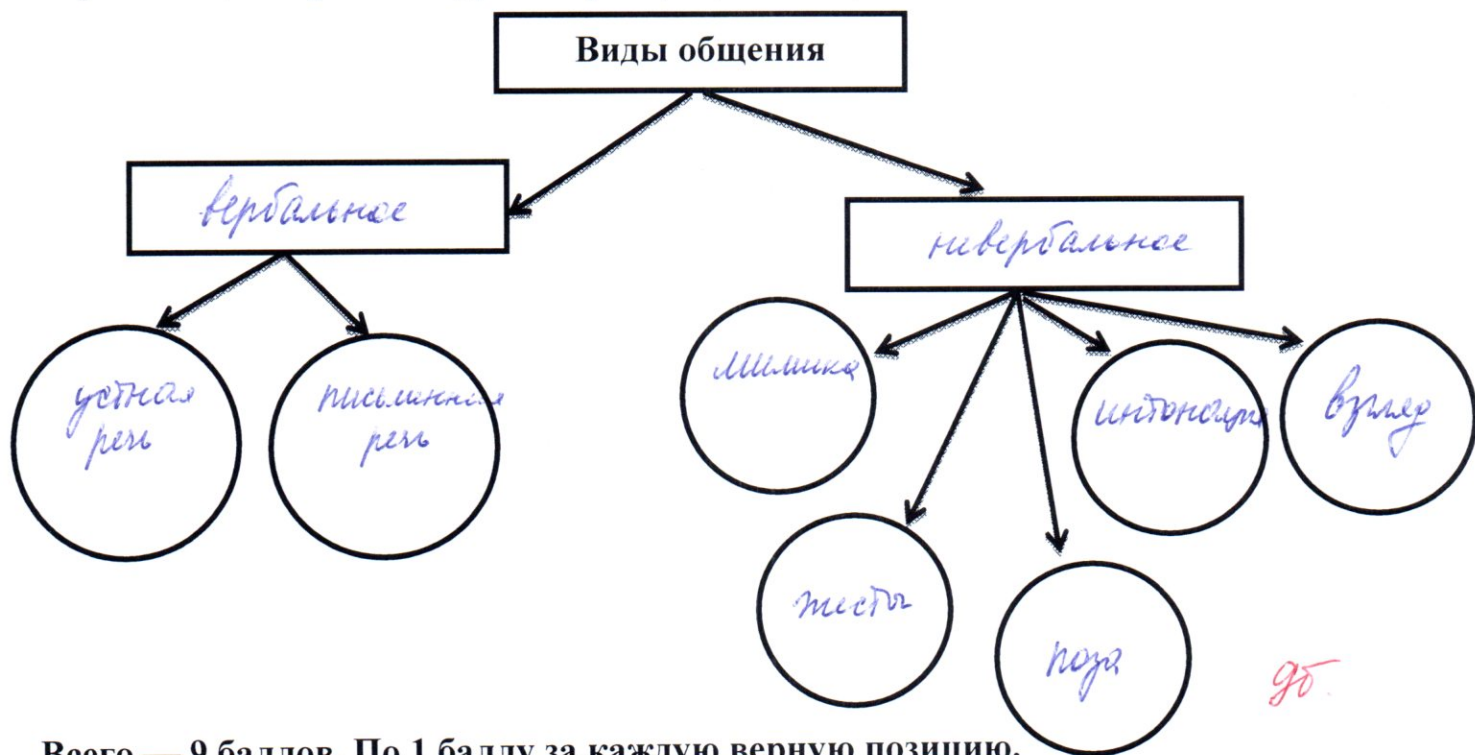 Виды общения
вербальное
невербальное
устная
речь
письминная
речь
мимика
интонация
взгляд
жесты
поза
9б.
Всего — 9 баллов. По 1 баллу за каждую верную позицию.